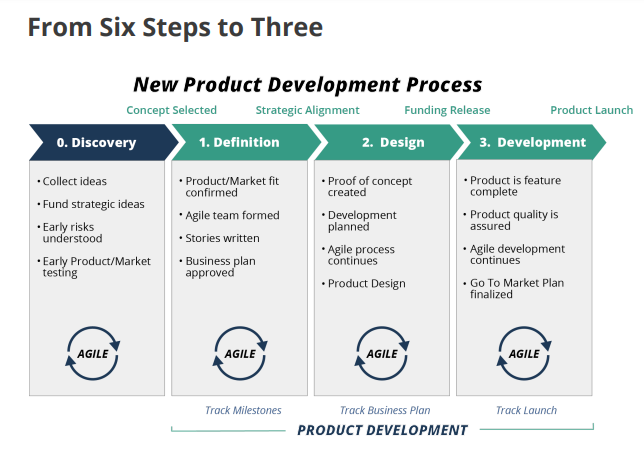 From Six Steps to Three
New Product Development Process
Concept Selected
Strategic Alignment
Funding Release
Product Launch
0. Discovery
1. Definition
2. Design
3. Development
• Collect ideas
• Fund strategic ideas
• Early risks
understood
• Early Product/Market
testing
AGILE
• Product/Market fit
confirmed
• Agile team formed
• Stories written
• Business plan
approved
AGILE
• Proof of concept
created
• Development
planned
• Agile process
continues
• Product Design
AGILE
• Product is feature
complete
• Product quality is
assured
• Agile development
continues
• Go To Market Plan
finalized
AGILE
Track Milestones
Track Business Plan
Track Launch
PRODUCT DEVELOPMENT